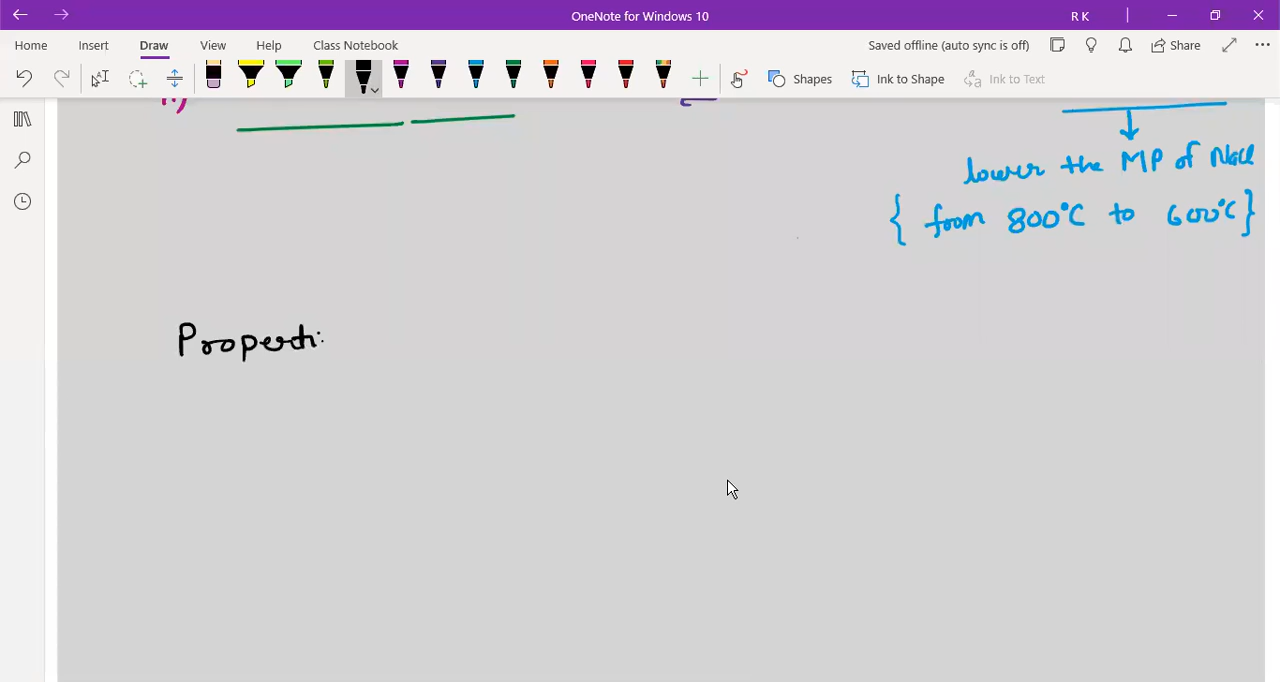 OneNote for Windows 10
R K
Home Insert Draw View Help Class Notebook
Saved offline (auto sync is off) Share
Shapes Ink to Shape Ink to Text
lower the MP of NaCl
{ from 800°C to 600°C }
Properti: